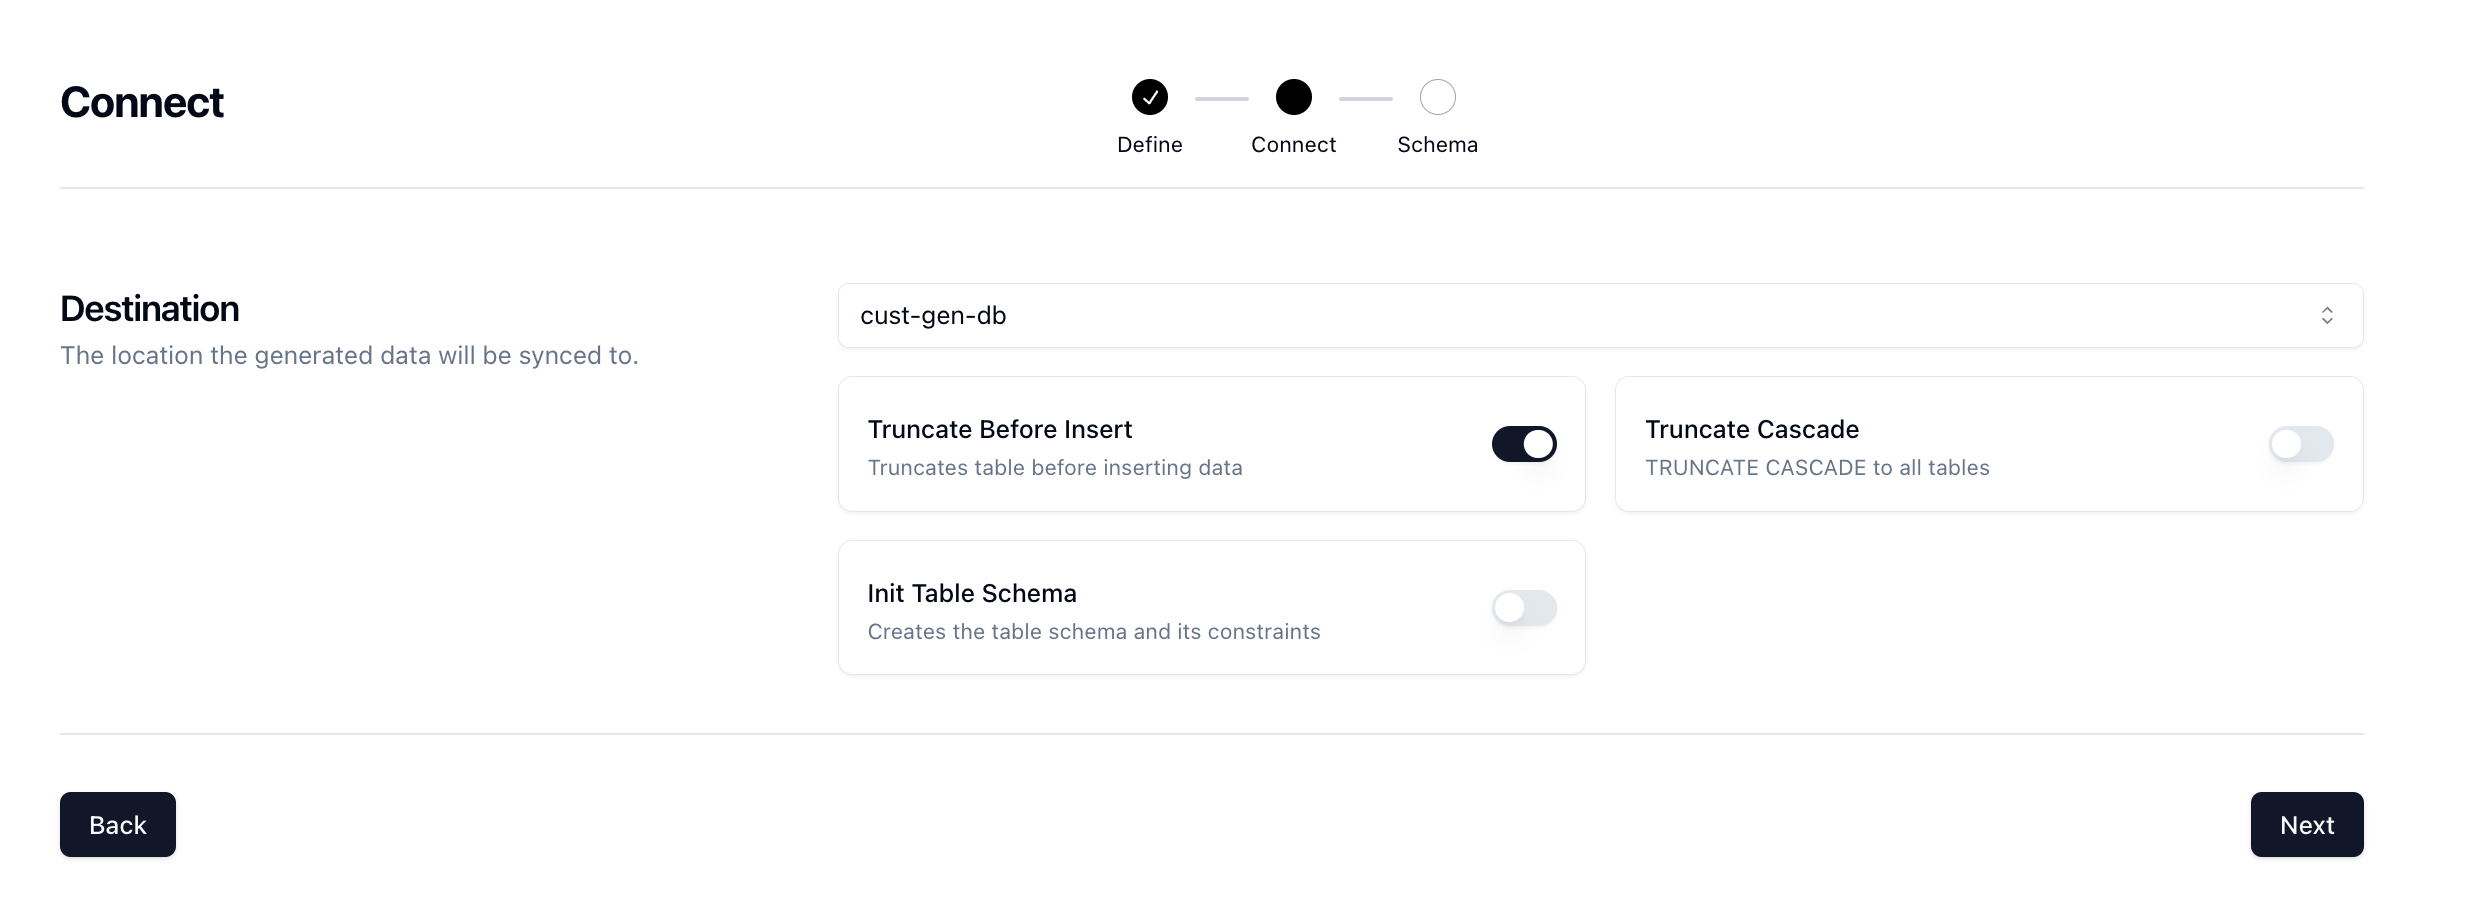 Connect
Define
Connect
Schema
Destination
The location the generated data will be synced to.
cust-gen-db
Truncate Before Insert
Truncates table before inserting data
Truncate Cascade
TRUNCATE CASCADE to all tables
Init Table Schema
Creates the table schema and its constraints
Back
Next